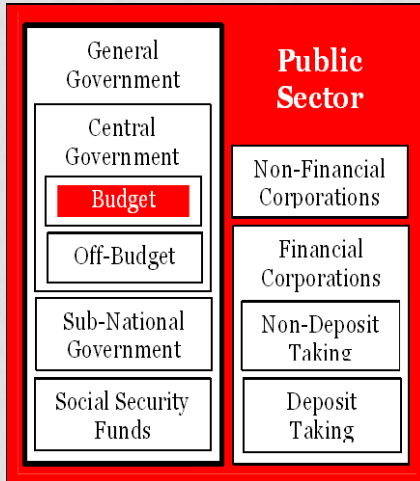 General
Government
Central
Government
Budget
Off-Budget
Sub-National
Government
Social Security
Funds
Public
Sector
Non-Financial
Corporations
Financial
Corporations
Non-Deposit
Taking
Deposit
Taking